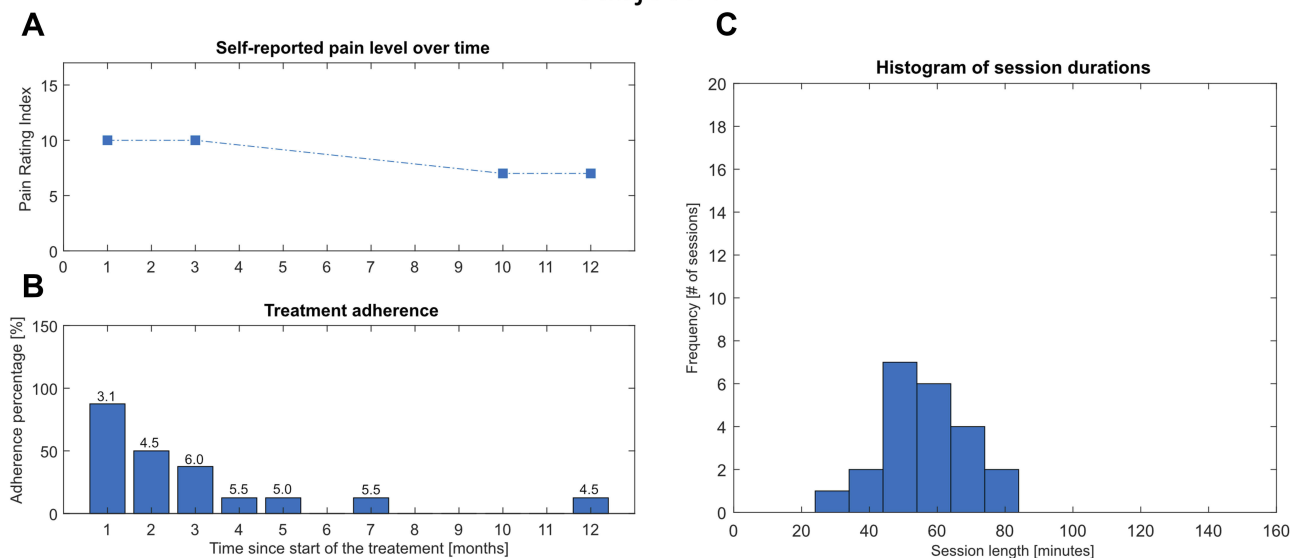 A
Self-reported pain level over time
Pain Rating Index
15
10
5
0
0 1 2 3 4 5 6 7 8 9 10 11 12
B
Treatment adherence
Adherence percentage [%]
150
100
50
0
3.1 4.5 6.0 5.5 5.0 5.5 4.5
1 2 3 4 5 6 7 8 9 10 11 12
Time since start of the treatement [months]
C
Histogram of session durations
Frequency [# of sessions]
20
18
16
14
12
10
8
6
4
2
0
0 20 40 60 80 100 120 140 160
Session length [minutes]